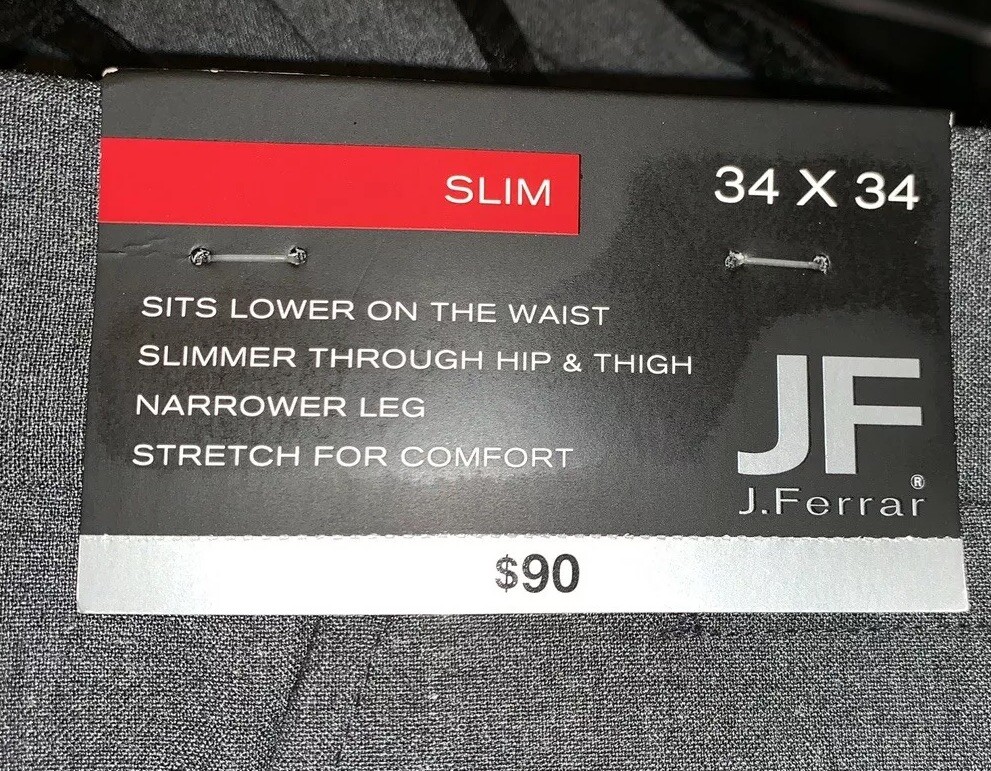 SLIM
34 X 34
SITS LOWER ON THE WAIST
SLIMMER THROUGH HIP & THIGH
NARROWER LEG
STRETCH FOR COMFORT
JF
®
J.Ferrar
$90